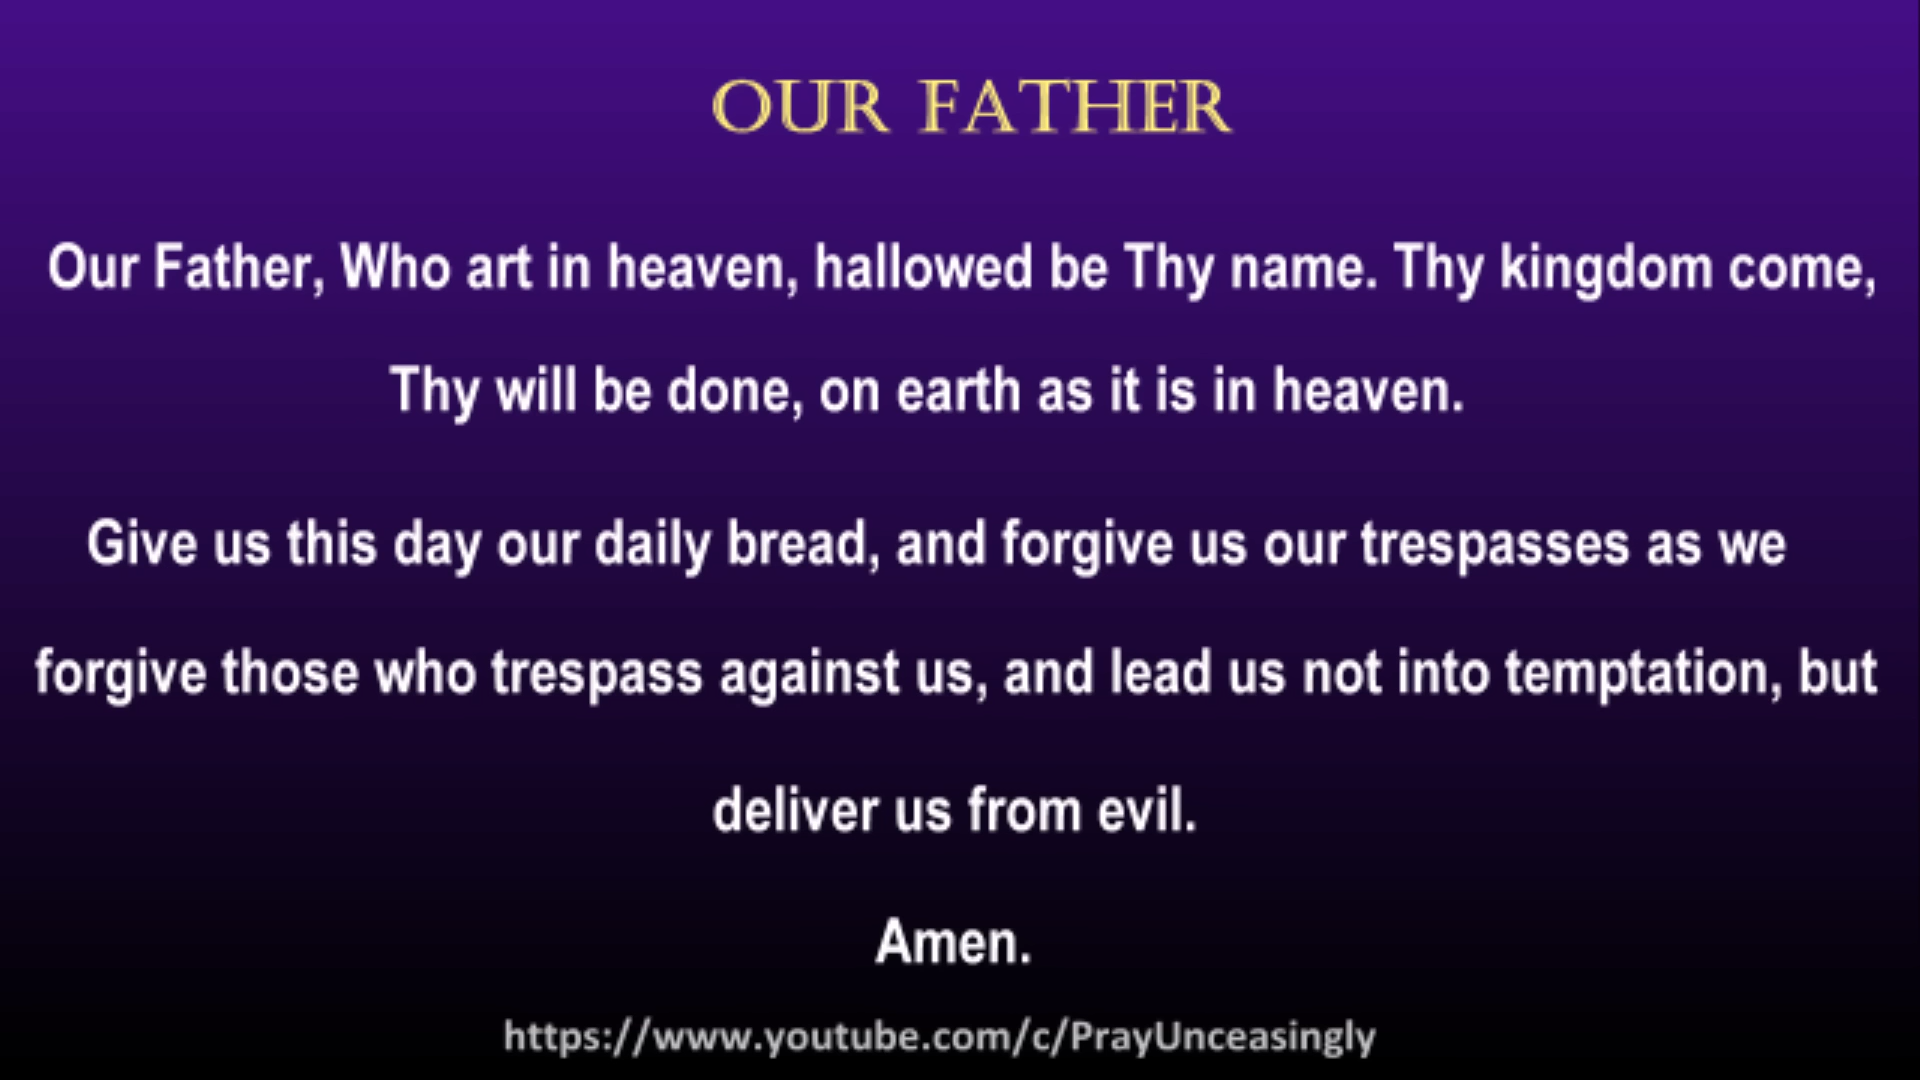 OUR FATHER
Our Father, Who art in heaven, hallowed be Thy name. Thy kingdom come,
Thy will be done, on earth as it is in heaven.
Give us this day our daily bread, and forgive us our trespasses as we
forgive those who trespass against us, and lead us not into temptation, but
deliver us from evil.
Amen.
https://www.youtube.com/c/PrayUnceasingly